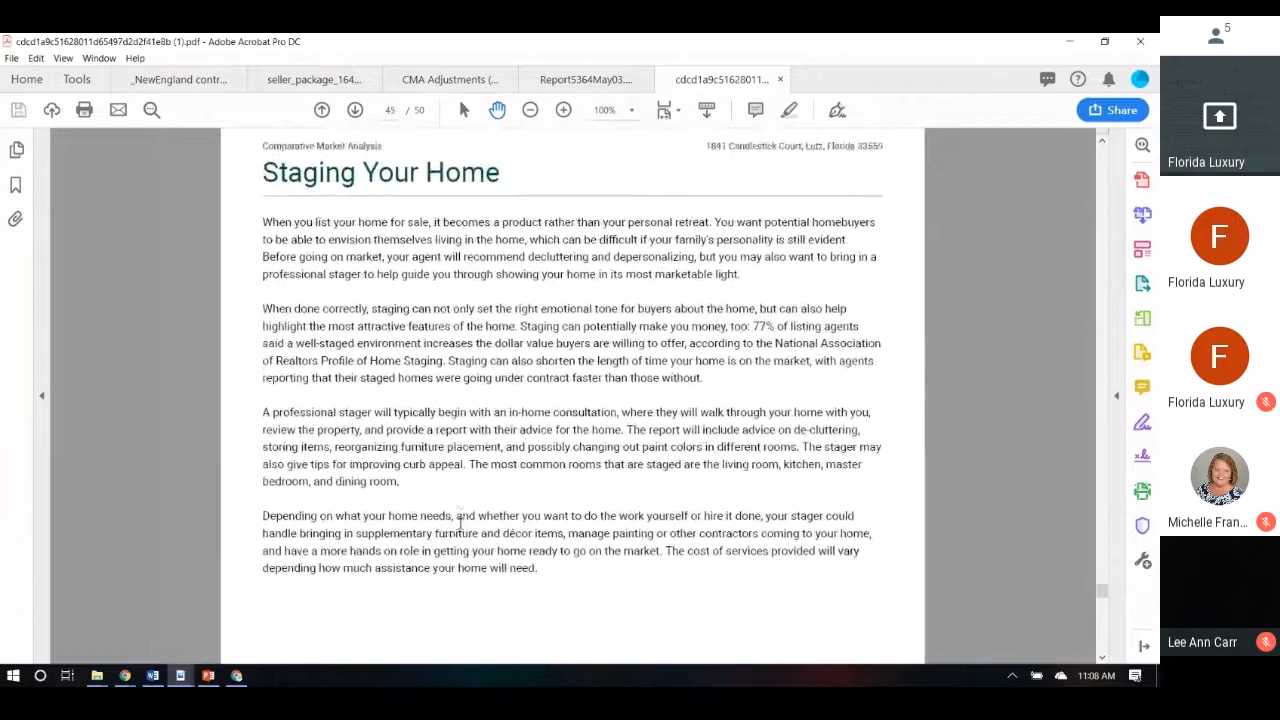 cdcd1a9c51628011d65497d2d2f41e8b (1).pdf - Adobe Acrobat Pro DC
File Edit View Window Help
Home Tools _NewEngland contr... seller_package_164... CMA Adjustments (... Report5364May03.... cdcd1a9c51628011... ×
45 / 50 100% Share
Comparative Market Analysis 1841 Candlestick Court, Lutz, Florida 33559
Staging Your Home
When you list your home for sale, it becomes a product rather than your personal retreat. You want potential homebuyers
to be able to envision themselves living in the home, which can be difficult if your family's personality is still evident.
Before going on market, your agent will recommend decluttering and depersonalizing, but you may also want to bring in a
professional stager to help guide you through showing your home in its most marketable light.
When done correctly, staging can not only set the right emotional tone for buyers about the home, but can also help
highlight the most attractive features of the home. Staging can potentially make you money, too: 77% of listing agents
said a well-staged environment increases the dollar value buyers are willing to offer, according to the National Association
of Realtors Profile of Home Staging. Staging can also shorten the length of time your home is on the market, with agents
reporting that their staged homes were going under contract faster than those without.
A professional stager will typically begin with an in-home consultation, where they will walk through your home with you,
review the property, and provide a report with their advice for the home. The report will include advice on de-cluttering,
storing items, reorganizing furniture placement, and possibly changing out paint colors in different rooms. The stager may
also give tips for improving curb appeal. The most common rooms that are staged are the living room, kitchen, master
bedroom, and dining room.
Depending on what your home needs, and whether you want to do the work yourself or hire it done, your stager could
handle bringing in supplementary furniture and décor items, manage painting or other contractors coming to your home,
and have a more hands on role in getting your home ready to go on the market. The cost of services provided will vary
depending how much assistance your home will need.
11:08 AM
5
Florida Luxury
F
Florida Luxury
F
Florida Luxury
Michelle Fran...
Lee Ann Carr